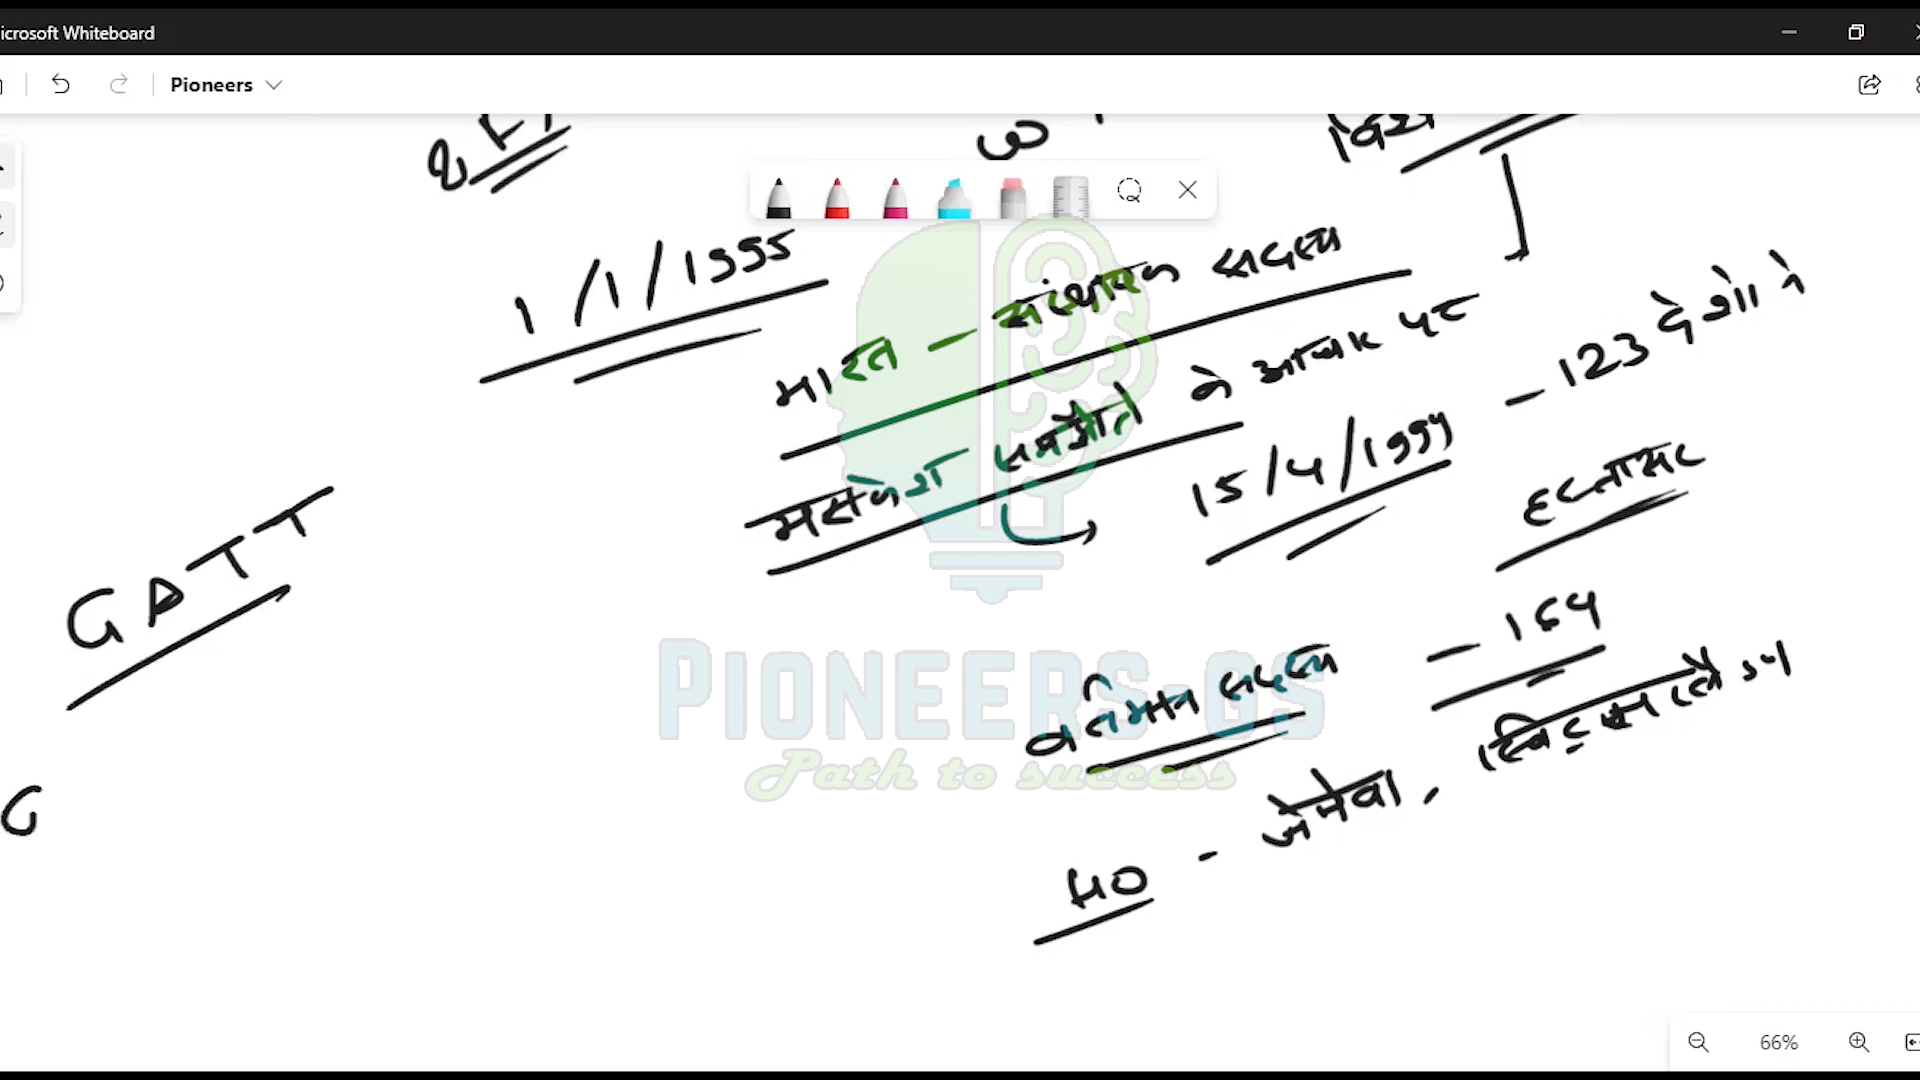 icrosoft Whiteboard
Pioneers
1/1/1995
भारत - संस्थापक सदस्य
मराकेश समझौते के आधार पर
15/4/1994 - 123 देशों ने
हस्ताक्षर
GATT
वर्तमान सदस्य - 164
HO - जेनेवा, स्विट्जरलैंड
C
PIONEERS-GS
Path to success
66%